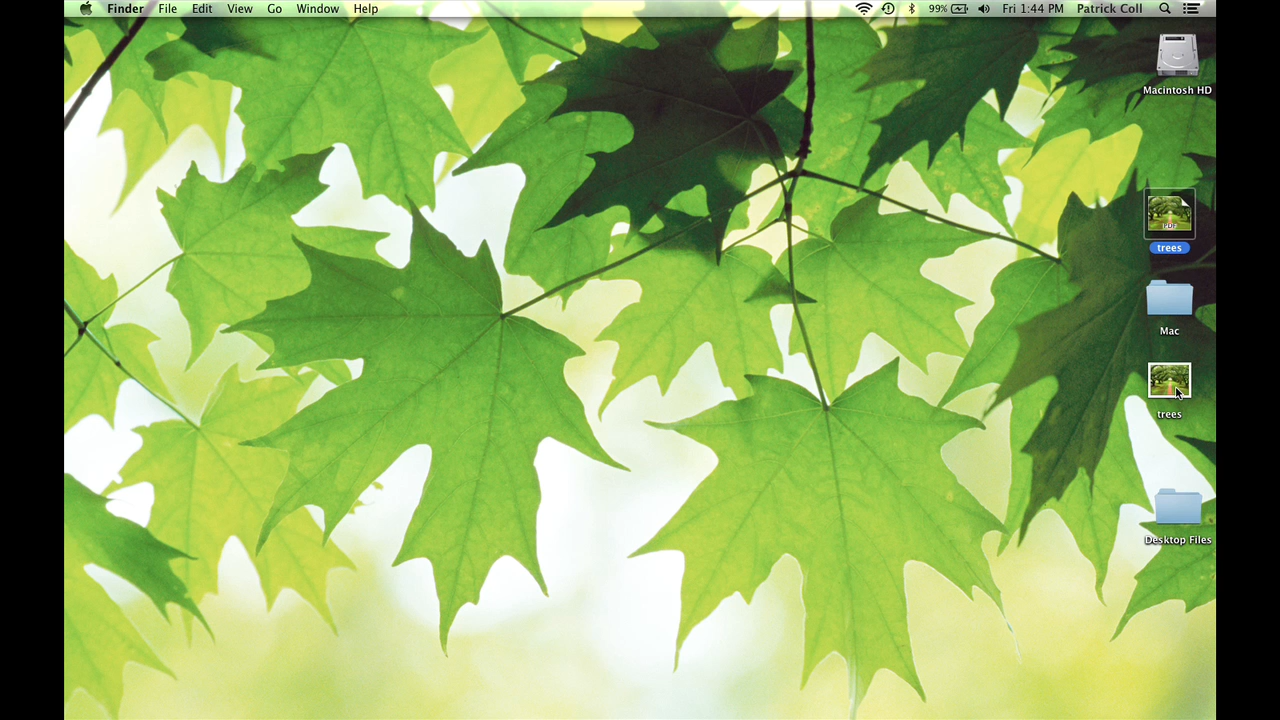 Finder File Edit View Go Window Help 99% Fri 1:44 PM Patrick Coll
Macintosh HD
PDF
trees
Mac
trees
Desktop Files